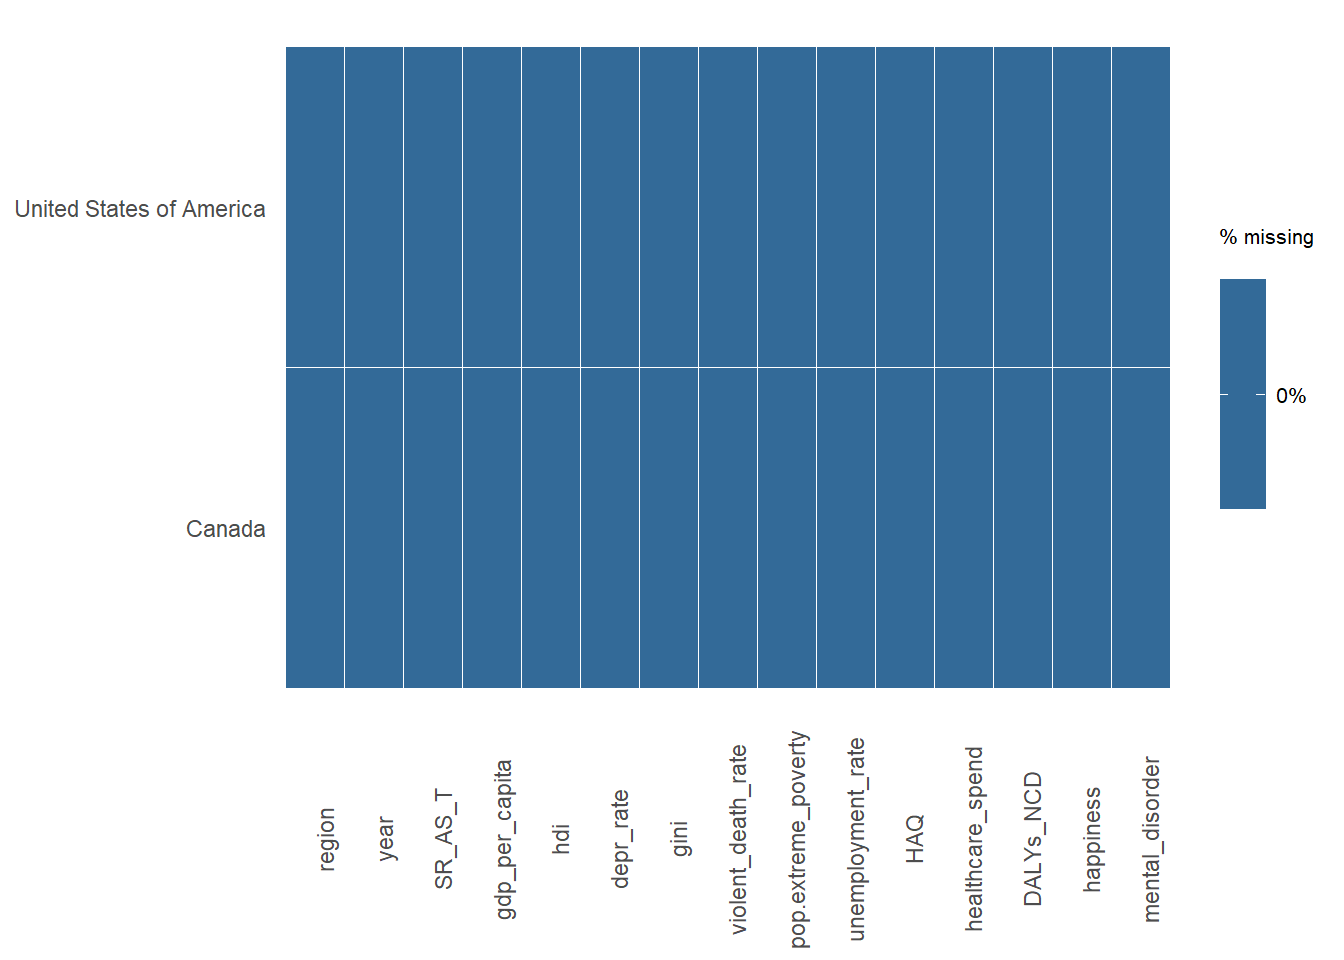 United States of America
Canada
% missing
0%
region
year
SR_AS_T
gdp_per_capita
hdi
depr_rate
gini
violent_death_rate
pop.extreme_poverty
unemployment_rate
HAQ
healthcare_spend
DALYs_NCD
happiness
mental_disorder